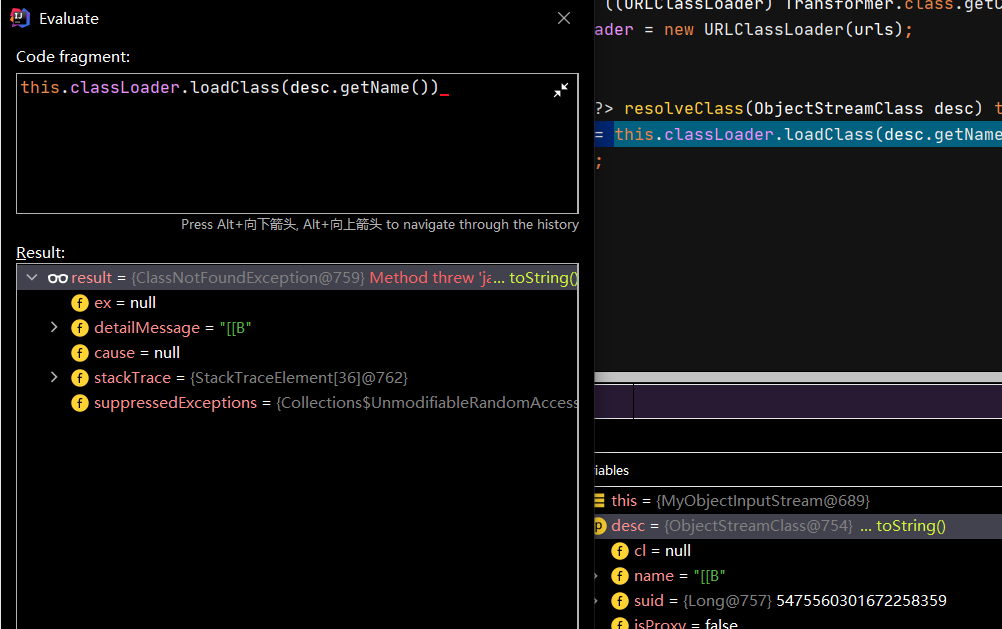 Evaluate
Code fragment:
this.classLoader.loadClass(desc.getName())
Press Alt+向下箭头, Alt+向上箭头 to navigate through the history
Result:
result = {ClassNotFoundException@759} Method threw 'ja... toString()
ex = null
detailMessage = "[[B"
cause = null
stackTrace = {StackTraceElement[36]@762}
suppressedExceptions = {Collections$UnmodifiableRandomAccess
((URLClassLoader) Transformer.class.getC
ader = new URLClassLoader(urls);
?> resolveClass(ObjectStreamClass desc) t
= this.classLoader.loadClass(desc.getName
;
iables
this = {MyObjectInputStream@689}
desc = {ObjectStreamClass@754} ... toString()
cl = null
name = "[[B"
suid = {Long@757} 5475560301672258359
isProxy = false